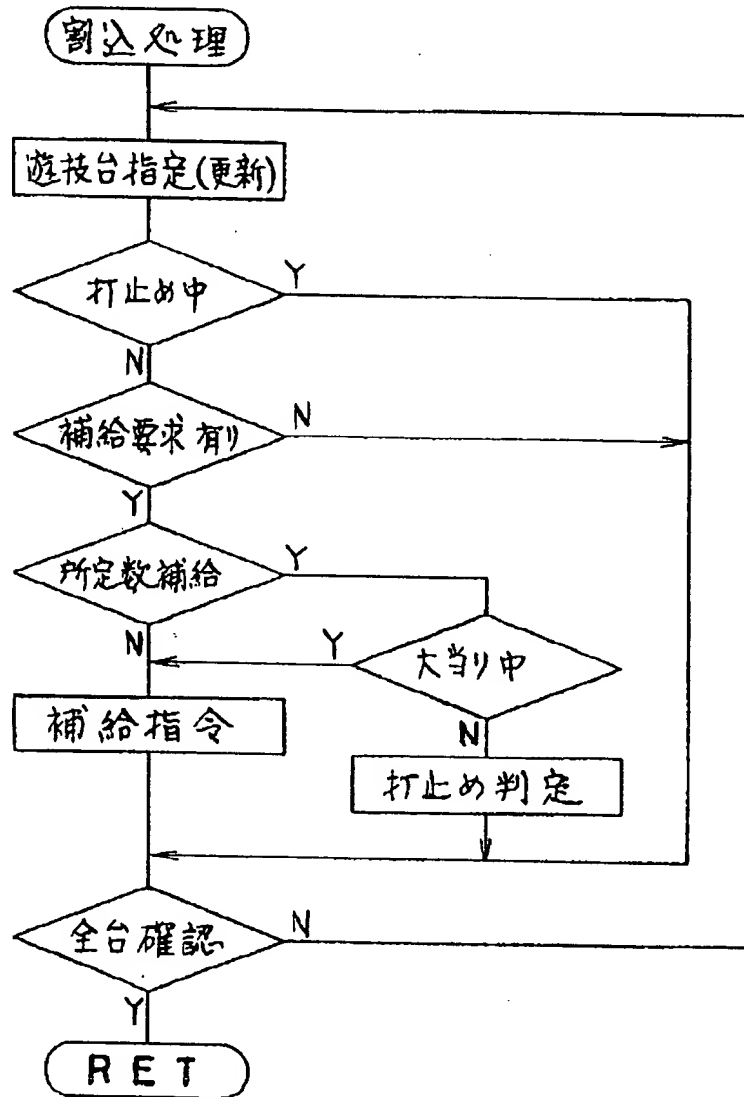 割込処理
遊技台指定(更新)
打止め中
Y
N
補給要求有り
N
Y
所定数補給
Y
N
大当り中
Y
N
補給指令
打止め判定
全台確認
N
Y
RET